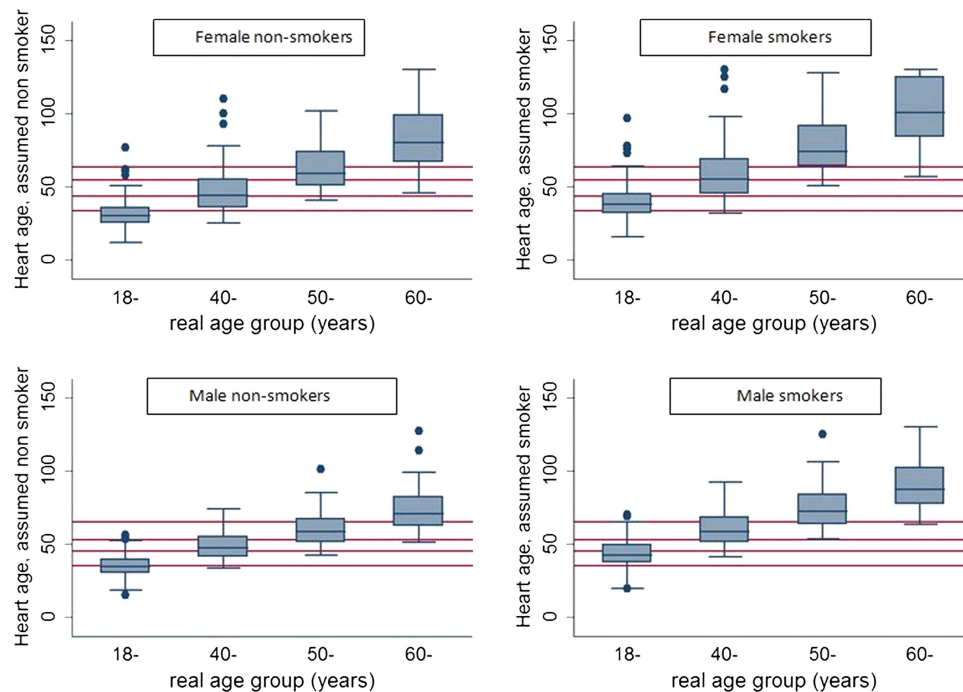 Female non-smokers
Heart age, assumed non smoker
150
100
50
0
18- 40- 50- 60-
real age group (years)
Female smokers
Heart age, assumed smoker
150
100
50
0
18- 40- 50- 60-
real age group (years)
Male non-smokers
Heart age, assumed non smoker
150
100
50
0
18- 40- 50- 60-
real age group (years)
Male smokers
Heart age, assumed smoker
150
100
50
0
18- 40- 50- 60-
real age group (years)